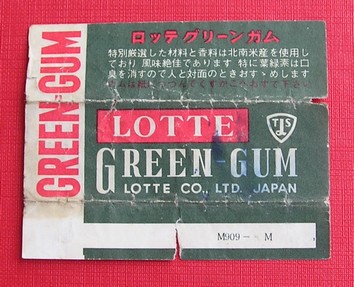 ロッテグリーンガム
特別厳選した材料と香料は北南米産を使用し
ており 風味絶佳であります 特に葉緑素は口
臭を消すので人と対面のときおすゝめします
GREEN GUM
LOTTE
GREEN GUM
LOTTE CO., LTD. JAPAN
M909- M